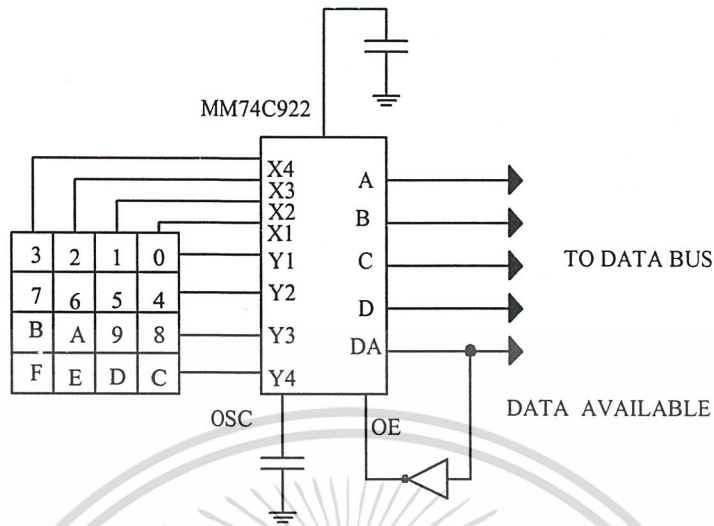 MM74C922
X4
X3
X2
X1
Y1
Y2
Y3
Y4
A
B
C
D
DA
TO DATA BUS
3 2 1 0
7 6 5 4
B A 9 8
F E D C
OSC
OE
DATA AVAILABLE